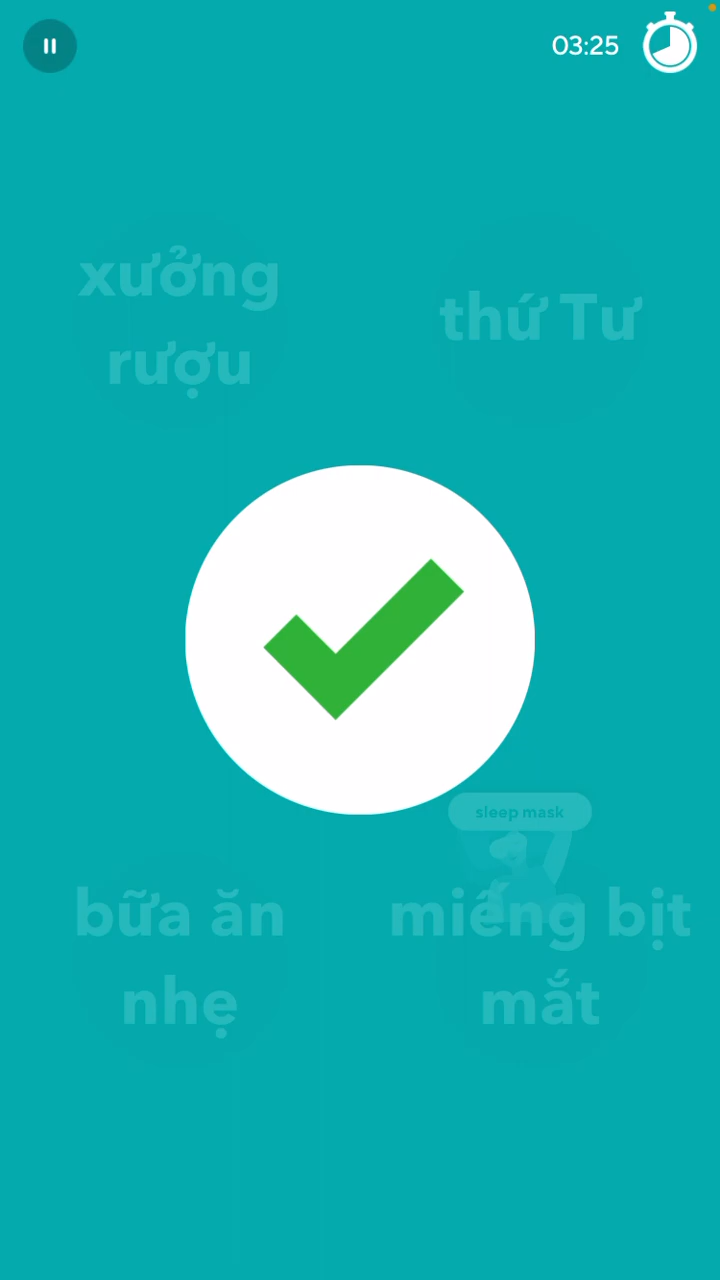 03:25
xưởng
rượu
thứ Tư
sleep mask
bữa ăn
nhẹ
miếng bịt
mắt